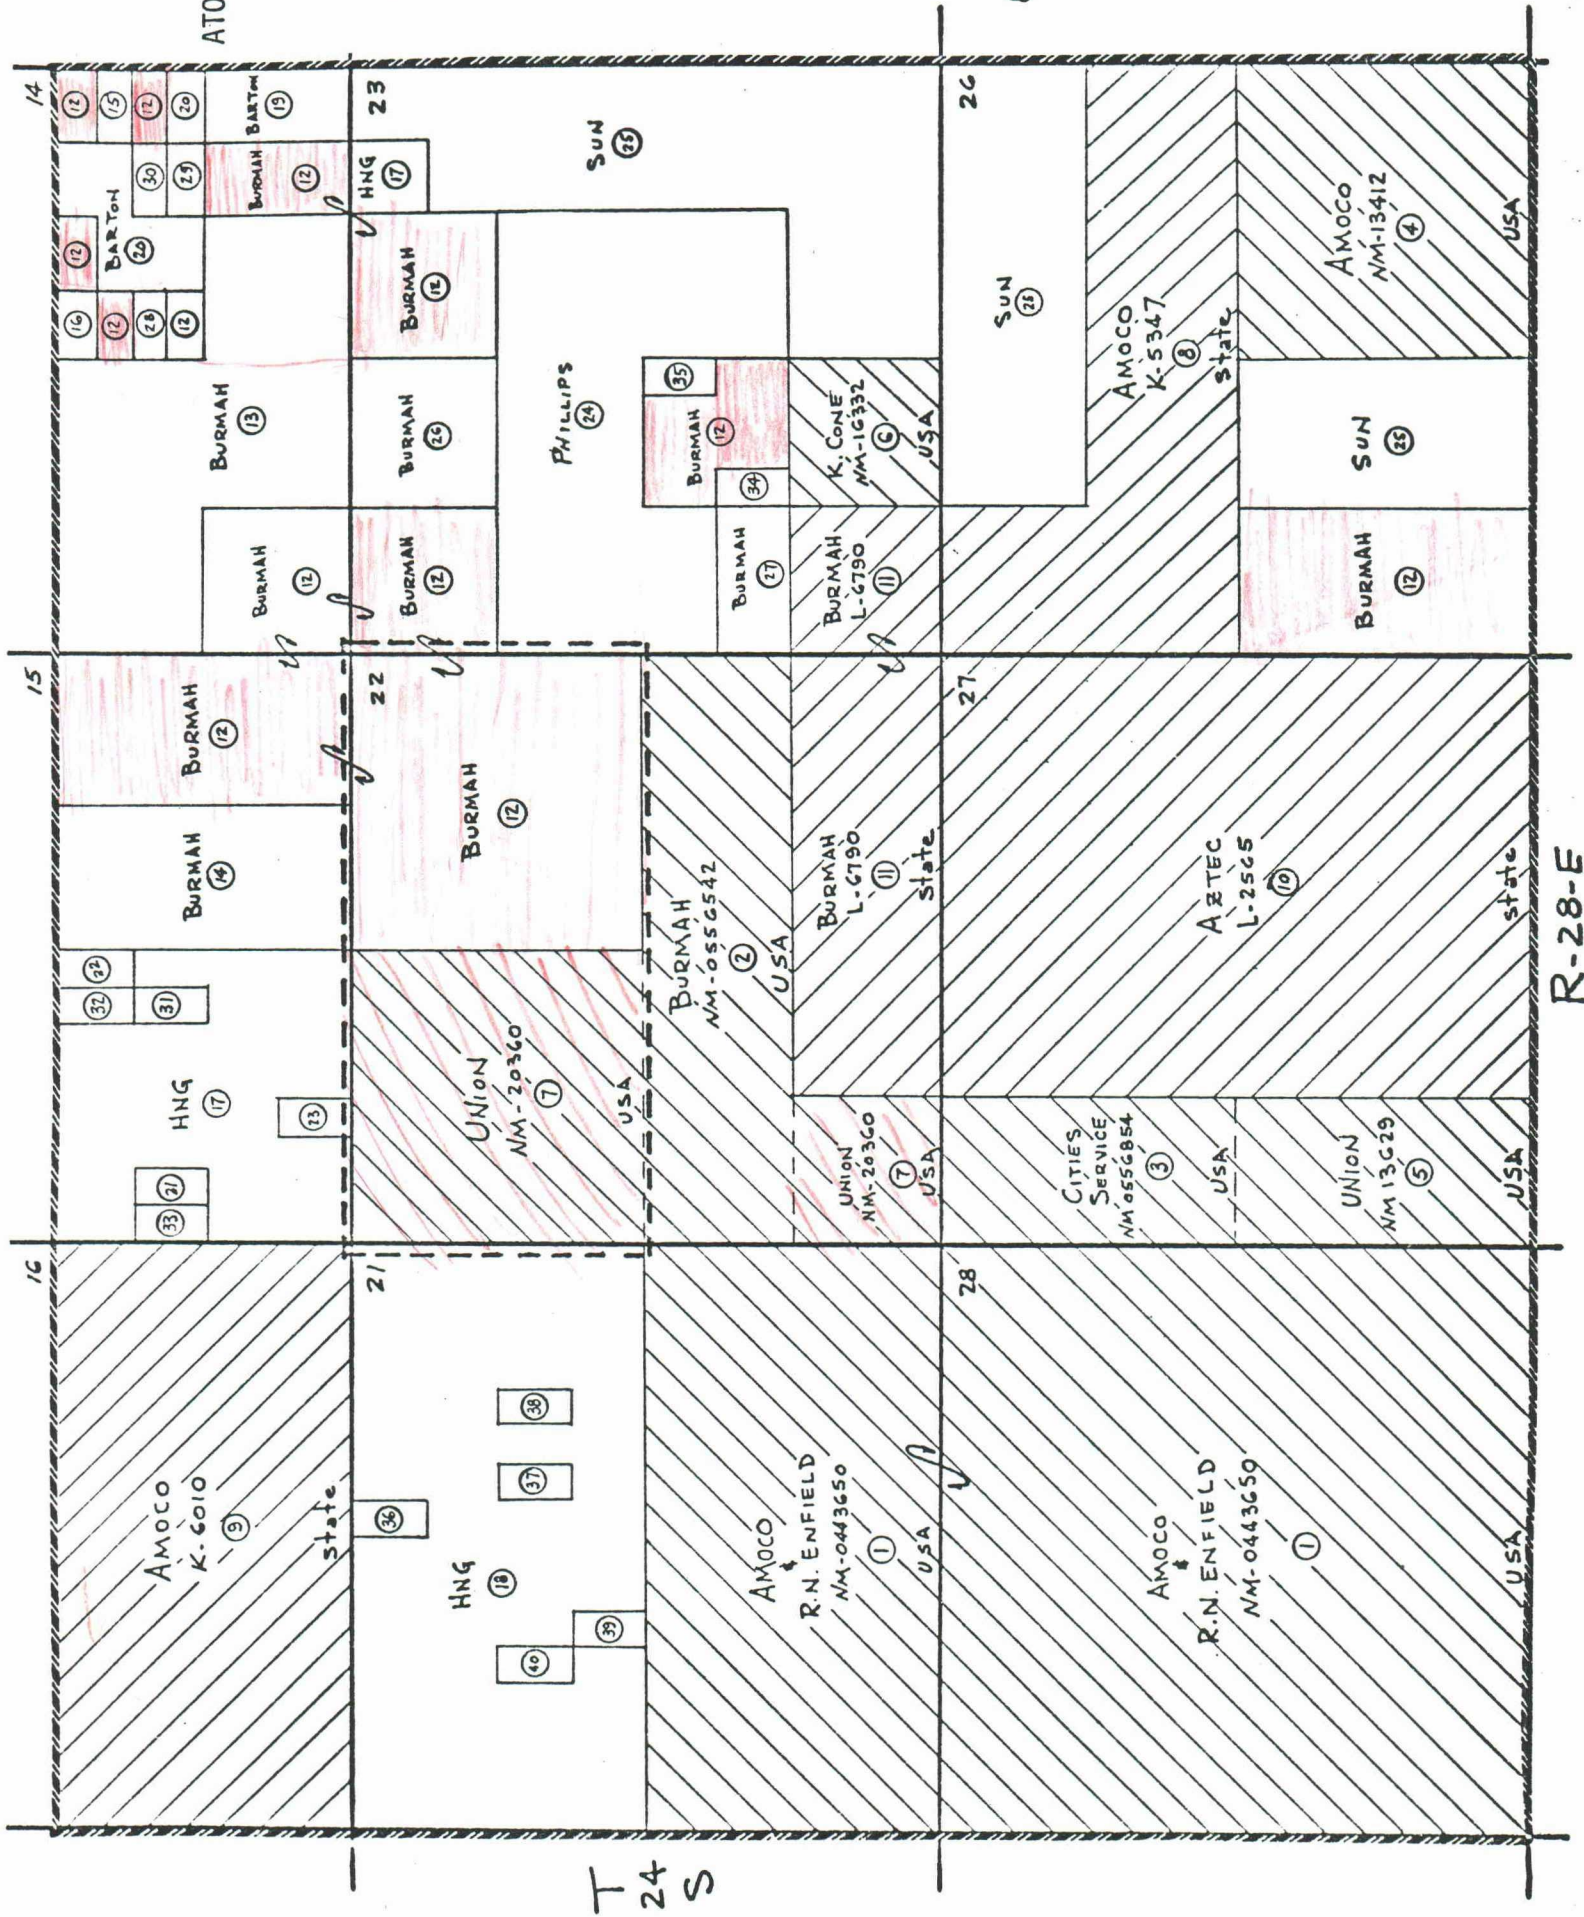 ATO
14
12
15
12
20
BARTON
19
30
29
BURMAH
12
12
BARTON
20
16
12
28
12
BURMAH
13
BURMAH
12
15
BURMAH
12
BURMAH
14
22
32
31
HNG
17
23
21
33
16
AMOCO
K-6010
9
State
23
HNG
17
SUN
25
BURMAH
12
BURMAH
26
BURMAH
12
PHILLIPS
24
35
BURMAH
12
34
BURMAH
27
K. CONE
NM-16332
6
USA
BURMAH
L-6790
11
22
BURMAH
12
UNION
NM-20360
7
USA
BURMAH
NM-0556542
2
USA
BURMAH
L-6790
11
State
UNION
NM-20360
7
USA
21
38
37
36
HNG
18
39
40
AMOCO
&
R.N. ENFIELD
NM-0443650
1
USA
26
SUN
25
AMOCO
K-5347
8
State
AMOCO
NM-13412
4
USA
SUN
25
BURMAH
12
27
AZTEC
L-2565
10
State
CITIES
SERVICE
NM 0556854
3
USA
UNION
NM 13629
5
USA
28
AMOCO
&
R.N. ENFIELD
NM-0443650
1
USA
T
24
S
R-28-E